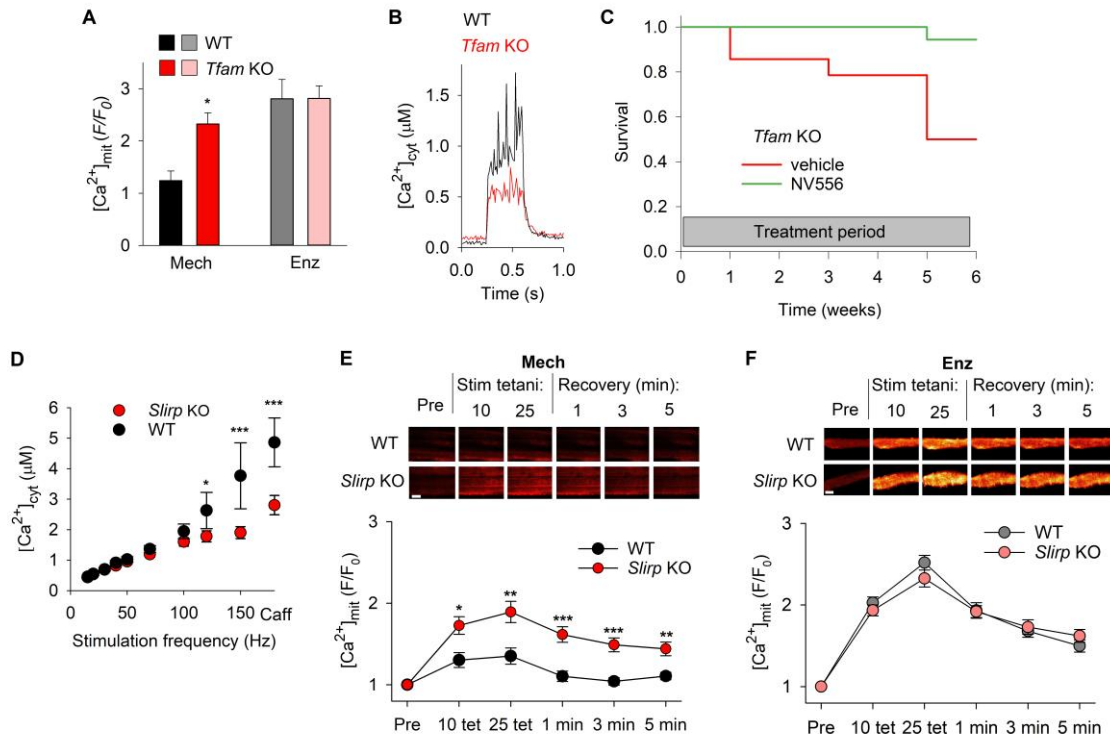 A
WT
Tfam KO
[Ca2+]mit (F/F0)
3
2
1
0
*
Mech
Enz
B
WT
Tfam KO
[Ca2+]cyt (μM)
1.5
1.0
0.5
0.0
0.0 0.5 1.0
Time (s)
C
Survival
1.0
0.8
0.6
0.4
0.2
0.0
Tfam KO
vehicle
NV556
Treatment period
0 1 2 3 4 5 6
Time (weeks)
D
Slirp KO
WT
[Ca2+]cyt (μM)
6
5
4
3
2
1
0
* *** ***
0 50 100 150 Caff
Stimulation frequency (Hz)
E
Mech
Stim tetani: Recovery (min):
Pre 10 25 1 3 5
WT
Slirp KO
[Ca2+]mit (F/F0)
3
2
1
WT
Slirp KO
* ** *** *** **
Pre 10 tet 25 tet 1 min 3 min 5 min
F
Enz
Stim tetani: Recovery (min):
Pre 10 25 1 3 5
WT
Slirp KO
[Ca2+]mit (F/F0)
3
2
1
WT
Slirp KO
Pre 10 tet 25 tet 1 min 3 min 5 min